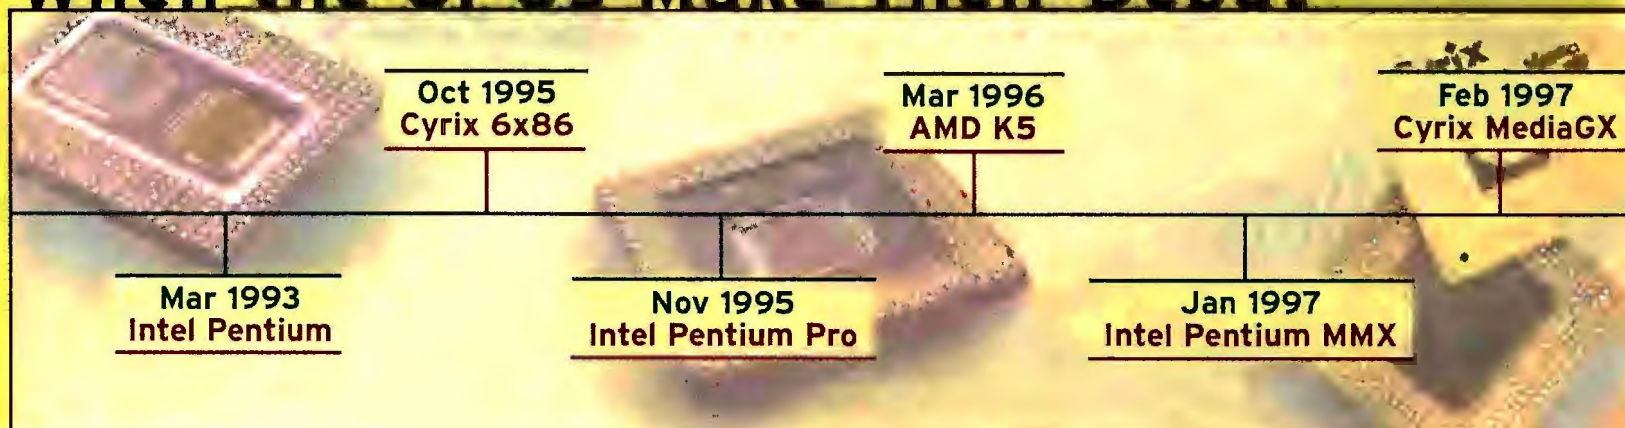 Oct 1995
Cyrix 6x86
Mar 1996
AMD K5
Feb 1997
Cyrix MediaGX
Mar 1993
Intel Pentium
Nov 1995
Intel Pentium Pro
Jan 1997
Intel Pentium MMX